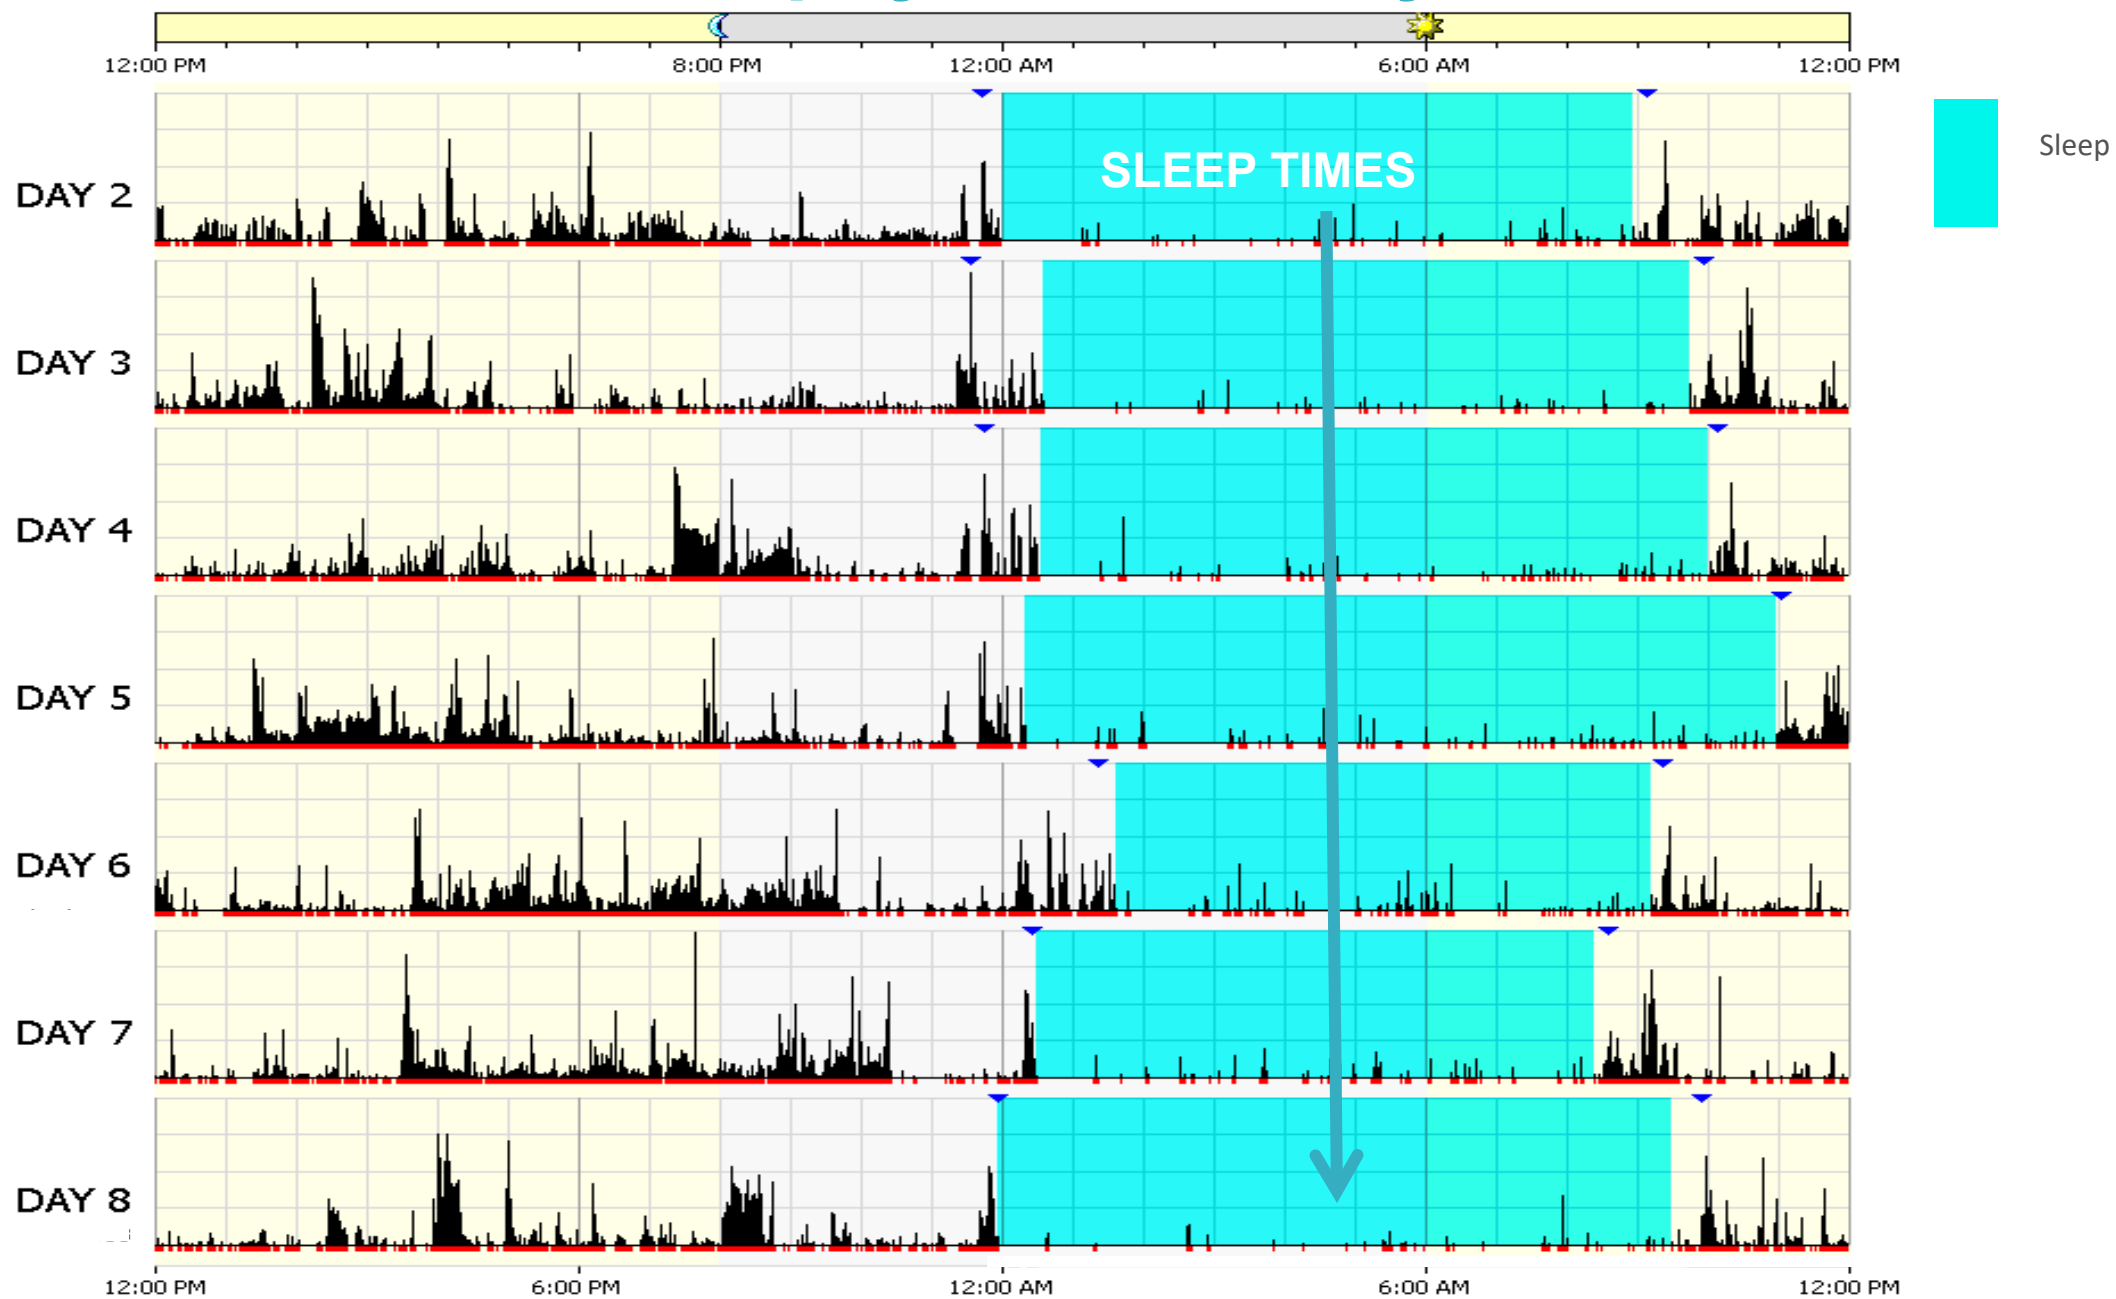 12:00 PM 8:00 PM 12:00 AM 6:00 AM 12:00 PM
Sleep
SLEEP TIMES
DAY 2
DAY 3
DAY 4
DAY 5
DAY 6
DAY 7
DAY 8
12:00 PM 6:00 PM 12:00 AM 6:00 AM 12:00 PM